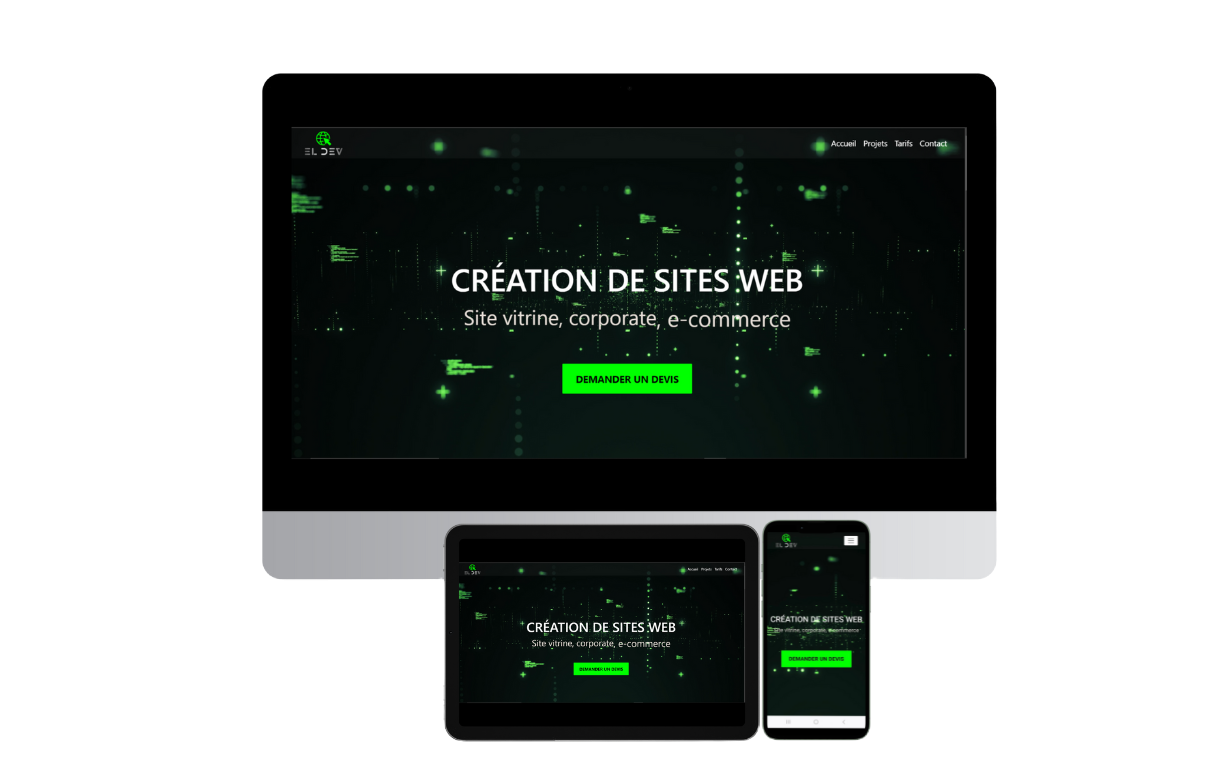 EL DEV
Accueil Projets Tarifs Contact
CRÉATION DE SITES WEB
Site vitrine, corporate, e-commerce
DEMANDER UN DEVIS
EL DEV
Accueil Projets Tarifs Contact
CRÉATION DE SITES WEB
Site vitrine, corporate, e-commerce
DEMANDER UN DEVIS
EL DEV
CRÉATION DE SITES WEB
Site vitrine, corporate, e-commerce
DEMANDER UN DEVIS